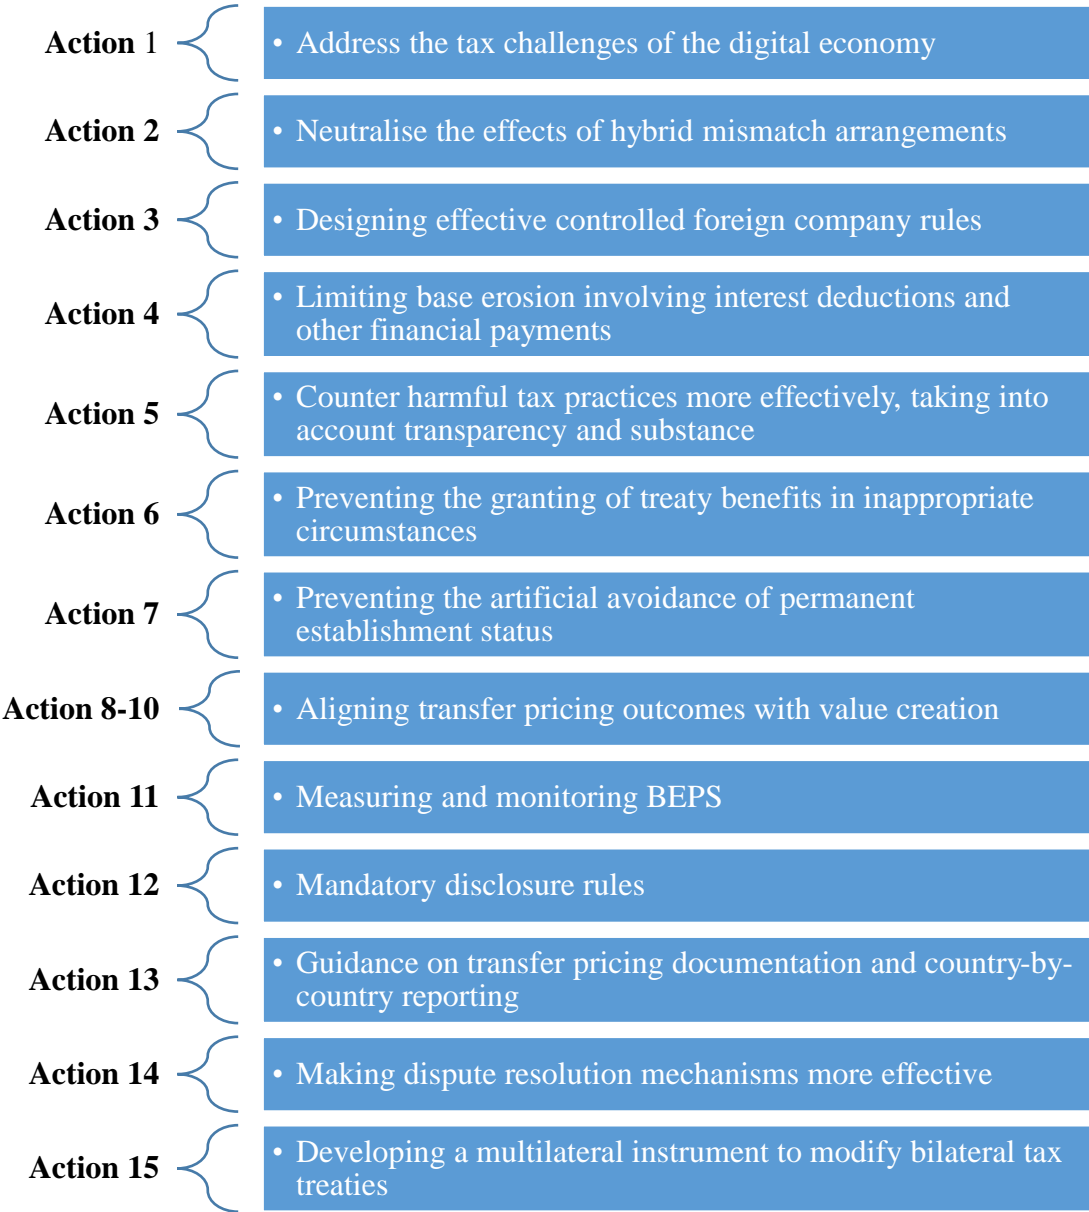 Action 1
• Address the tax challenges of the digital economy
Action 2
• Neutralise the effects of hybrid mismatch arrangements
Action 3
• Designing effective controlled foreign company rules
Action 4
• Limiting base erosion involving interest deductions and
other financial payments
Action 5
• Counter harmful tax practices more effectively, taking into
account transparency and substance
Action 6
• Preventing the granting of treaty benefits in inappropriate
circumstances
Action 7
• Preventing the artificial avoidance of permanent
establishment status
Action 8-10
• Aligning transfer pricing outcomes with value creation
Action 11
• Measuring and monitoring BEPS
Action 12
• Mandatory disclosure rules
Action 13
• Guidance on transfer pricing documentation and country-by-
country reporting
Action 14
• Making dispute resolution mechanisms more effective
Action 15
• Developing a multilateral instrument to modify bilateral tax
treaties